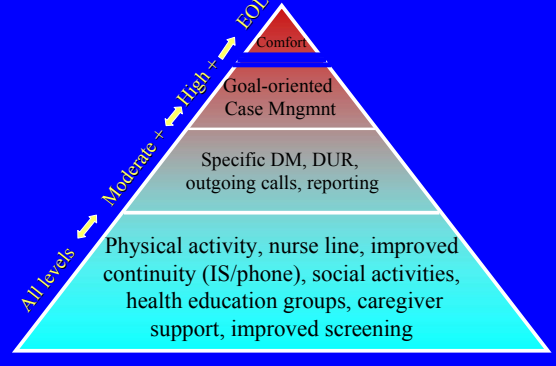 EOL
Comfort
High +
Goal-oriented
Case Mngmnt
Moderate +
Specific DM, DUR,
outgoing calls, reporting
All levels
Physical activity, nurse line, improved
continuity (IS/phone), social activities,
health education groups, caregiver
support, improved screening